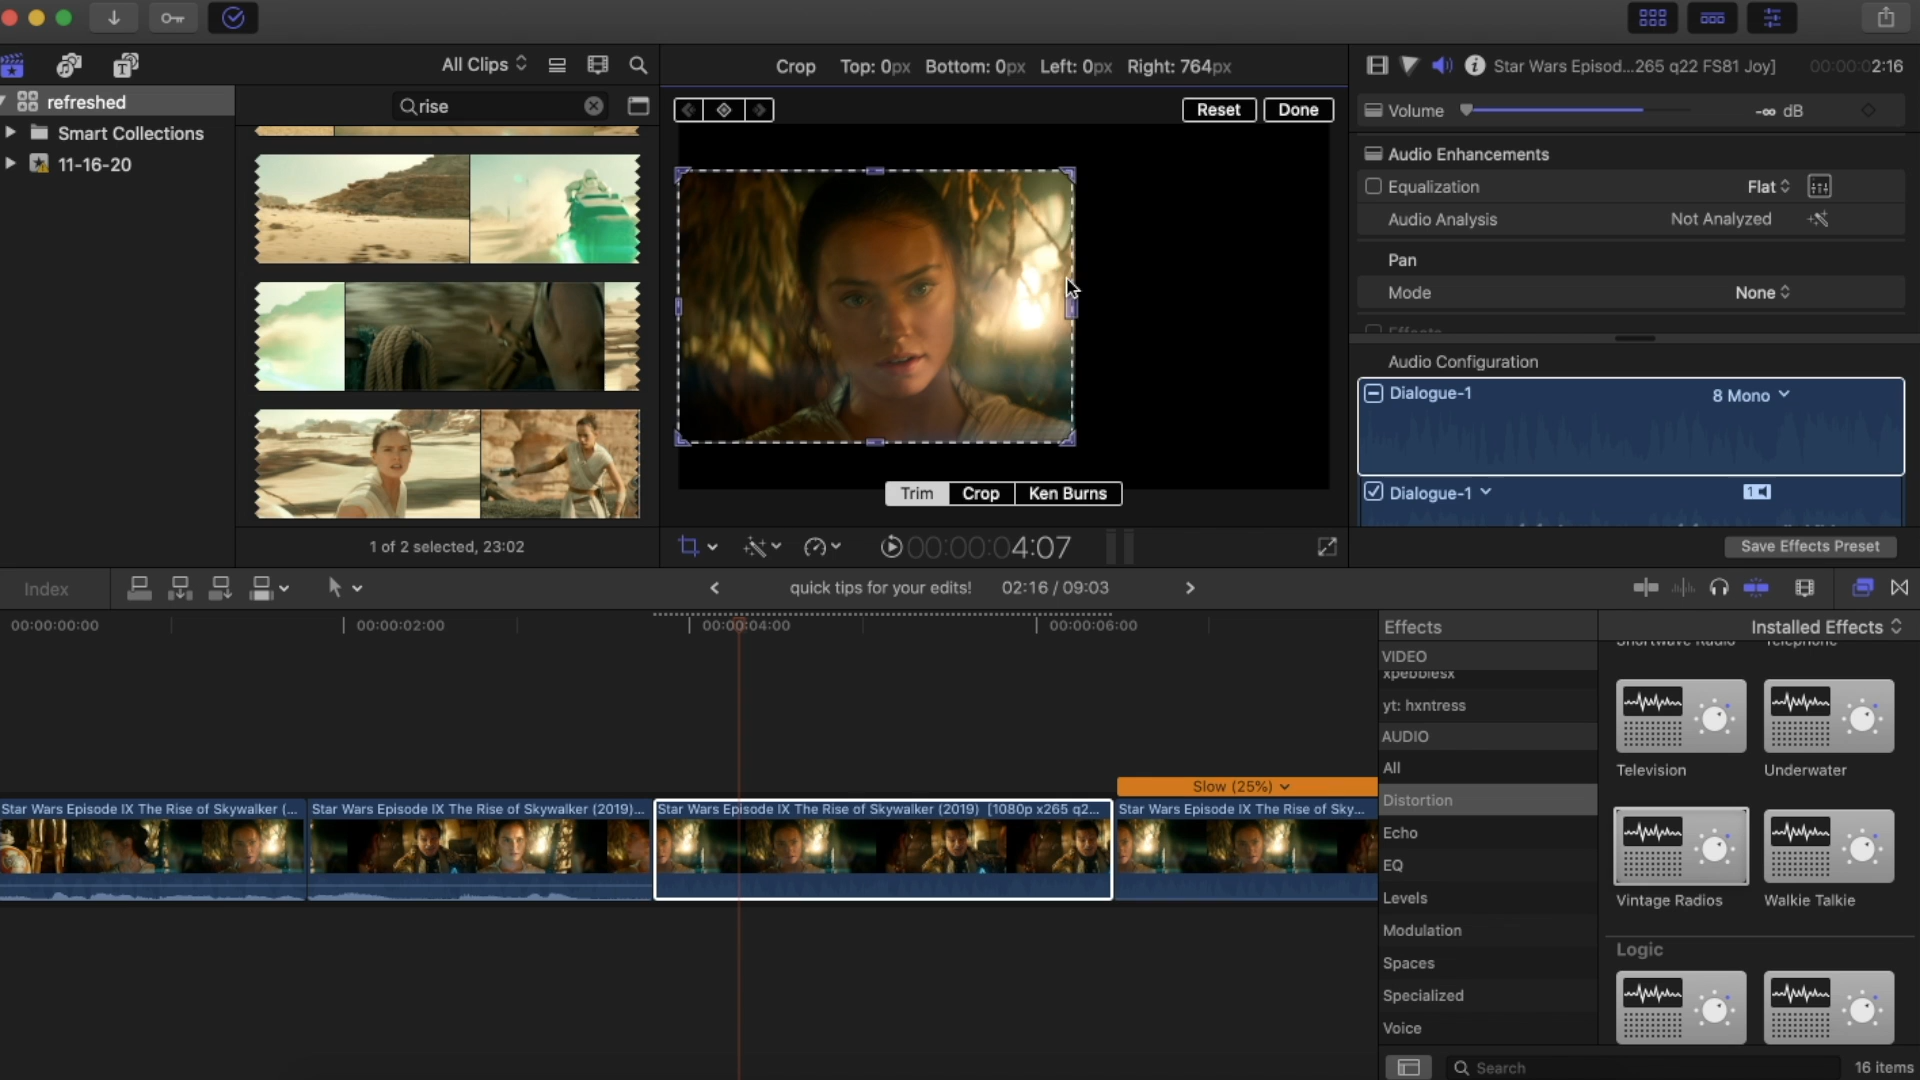 All Clips
Crop Top: 0px Bottom: 0px Left: 0px Right: 764px
Star Wars Episod...265 q22 FS81 Joy]
00:00:02:16
refreshed
rise
Reset
Done
Volume
-∞ dB
Smart Collections
11-16-20
Audio Enhancements
Equalization
Flat
Audio Analysis
Not Analyzed
Pan
Mode
None
Effects
Audio Configuration
Dialogue-1
8 Mono
Trim
Crop
Ken Burns
Dialogue-1
1
1 of 2 selected, 23:02
00:00:04:07
Save Effects Preset
Index
quick tips for your edits!
02:16 / 09:03
00:00:00:00
00:00:02:00
00:00:04:00
00:00:06:00
Effects
Installed Effects
VIDEO
Shortwave Radio
Telephone
xpebblesx
yt: hxntress
AUDIO
All
Television
Underwater
Slow (25%)
Distortion
Star Wars Episode IX The Rise of Skywalker (...
Star Wars Episode IX The Rise of Skywalker (2019)...
Star Wars Episode IX The Rise of Skywalker (2019) [1080p x265 q2...
Star Wars Episode IX The Rise of Sky...
Echo
EQ
Levels
Vintage Radios
Walkie Talkie
Modulation
Logic
Spaces
Specialized
Voice
Search
16 items